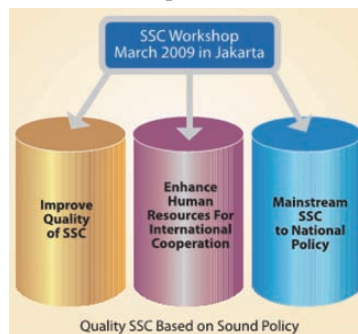 SSC Workshop
March 2009 in Jakarta
Improve
Quality
of SSC
Enhance
Human
Resources For
International
Cooperation
Mainstream
SSC
to National
Policy
Quality SSC Based on Sound Policy